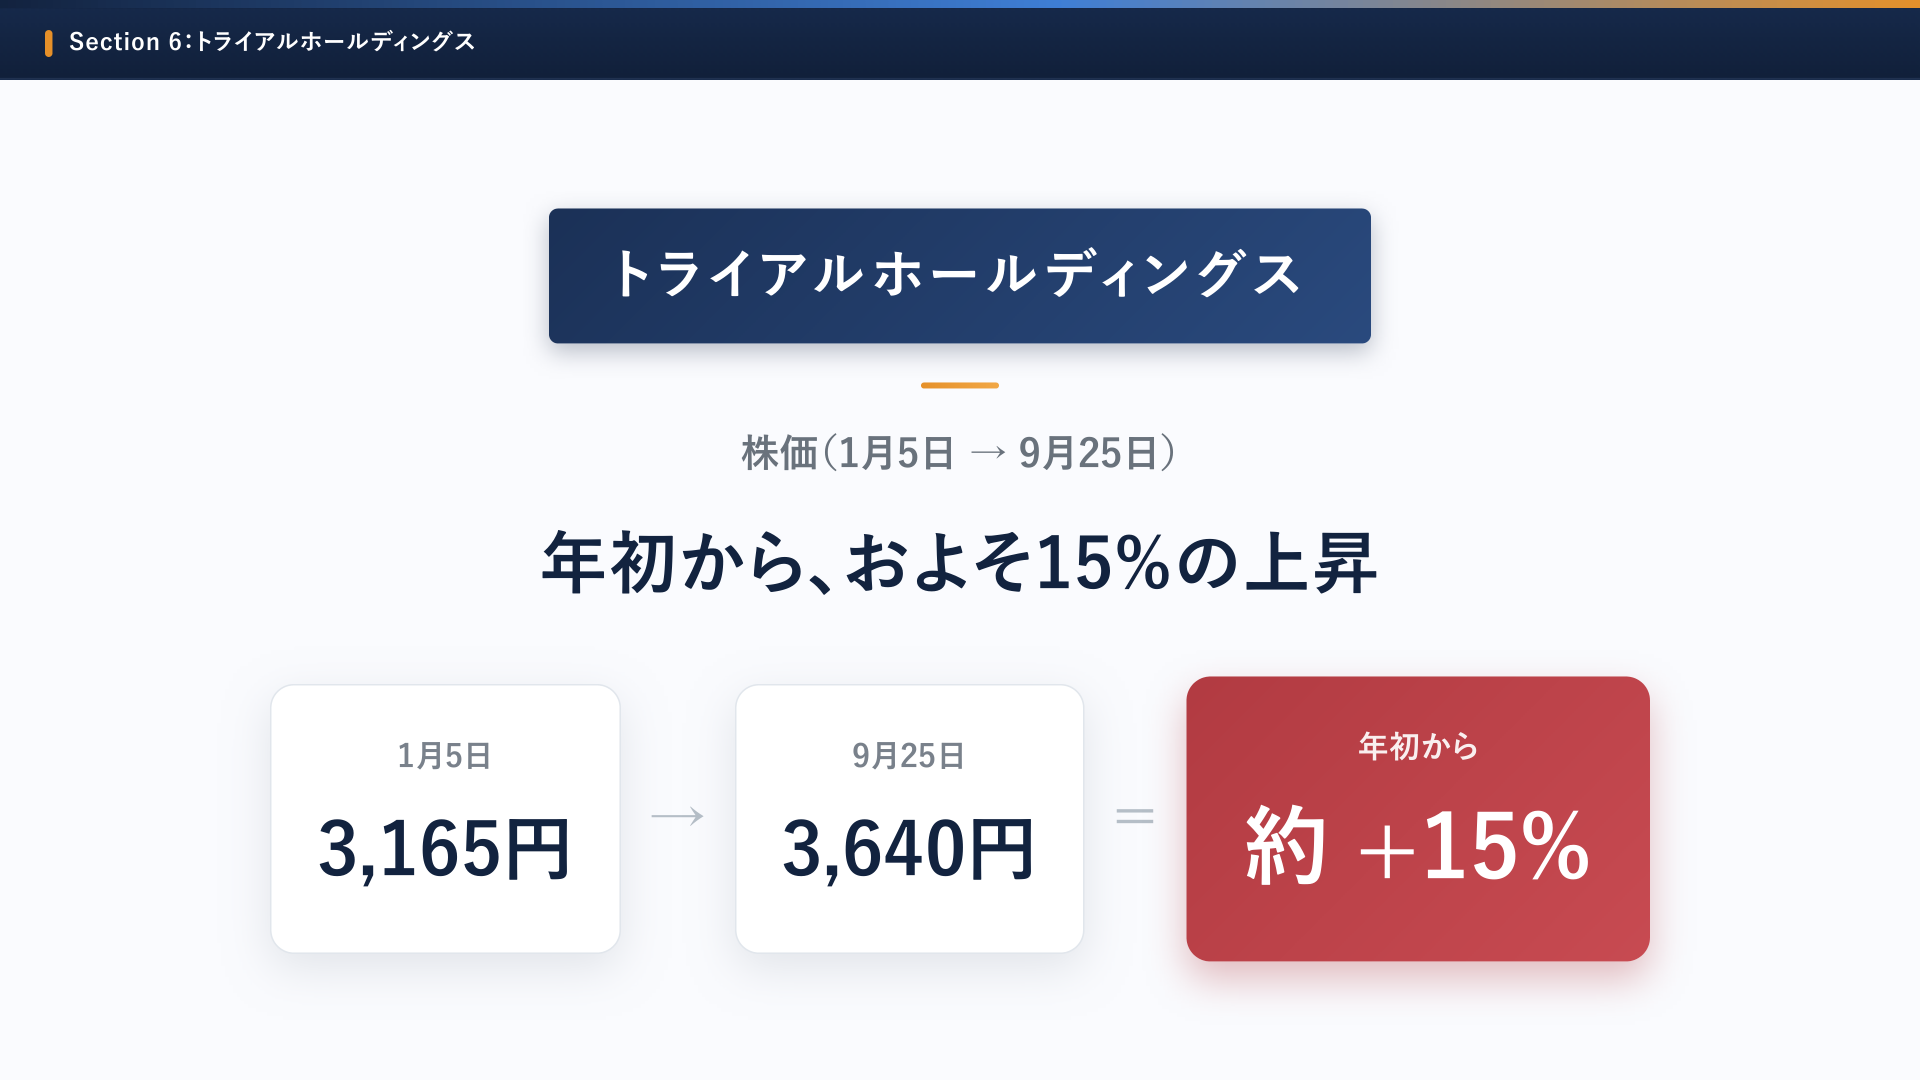 Section 6：トライアルホールディングス
トライアルホールディングス
株価（1月5日 → 9月25日）
年初から、およそ15%の上昇
1月5日
3,165円
→
9月25日
3,640円
＝
年初から
約 ＋15%